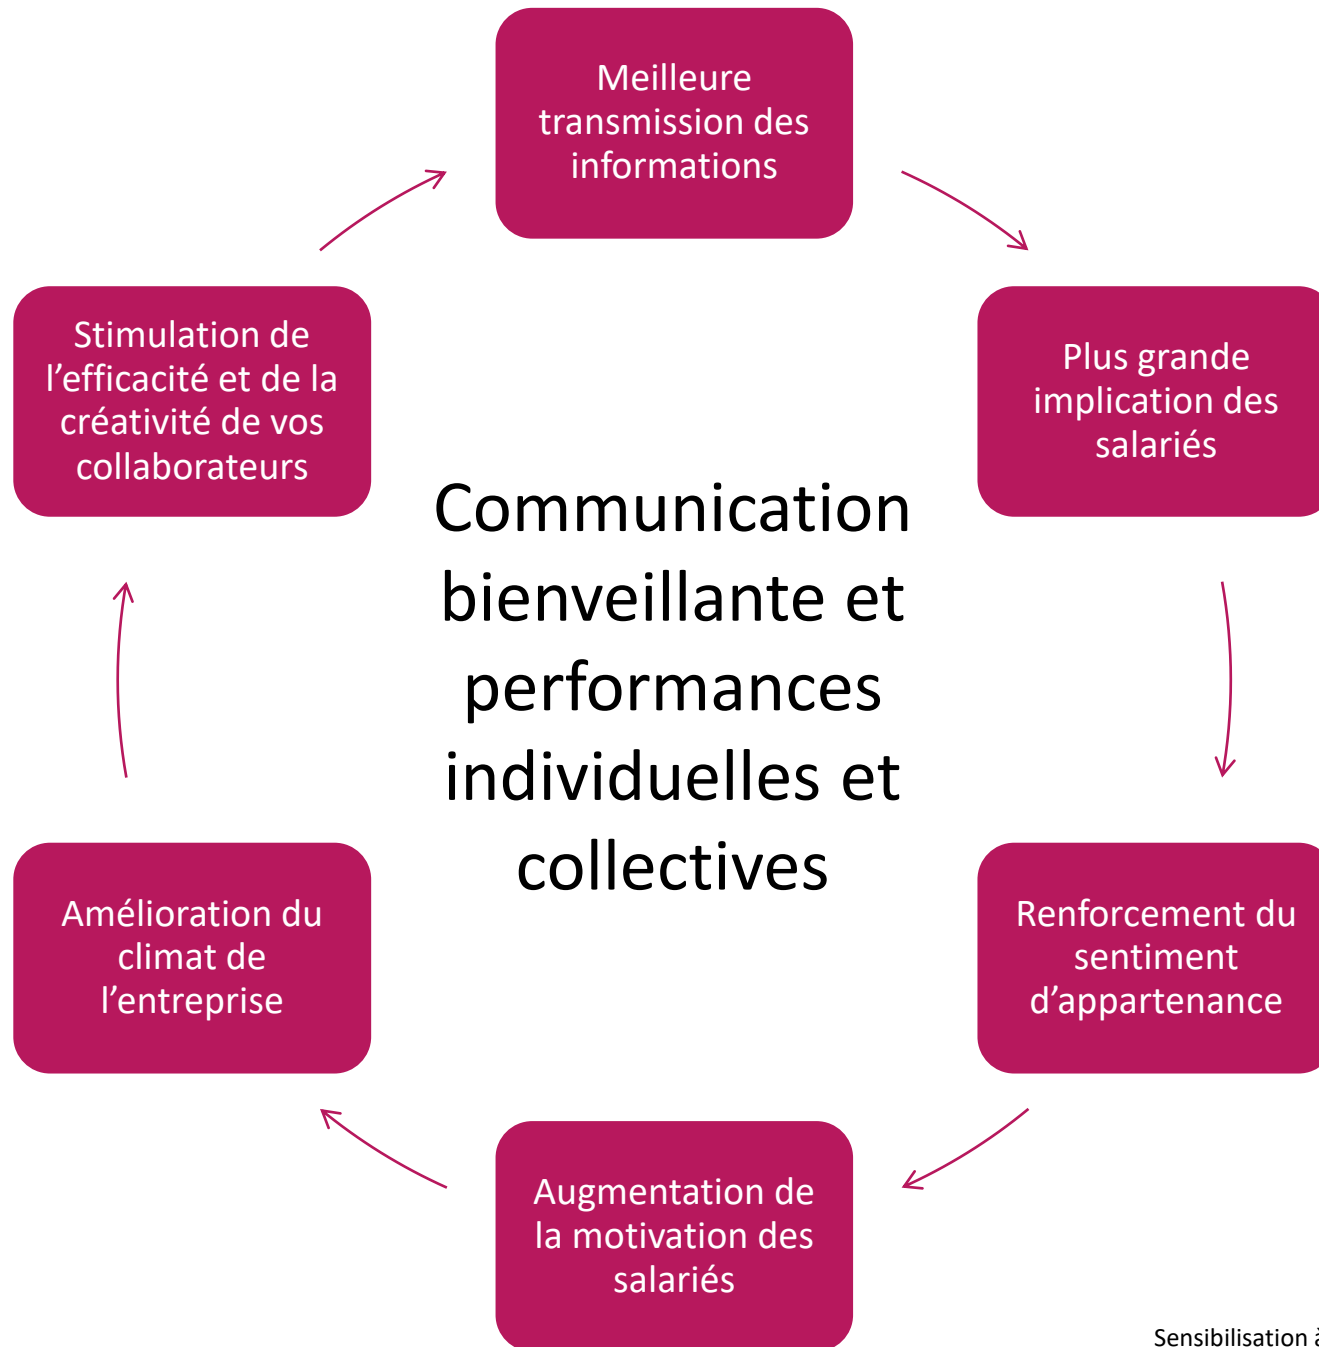 Meilleure
transmission des
informations
Plus grande
implication des
salariés
Renforcement du
sentiment
d’appartenance
Augmentation de
la motivation des
salariés
Amélioration du
climat de
l’entreprise
Stimulation de
l’efficacité et de la
créativité de vos
collaborateurs
Communication
bienveillante et
performances
individuelles et
collectives
Sensibilisation à